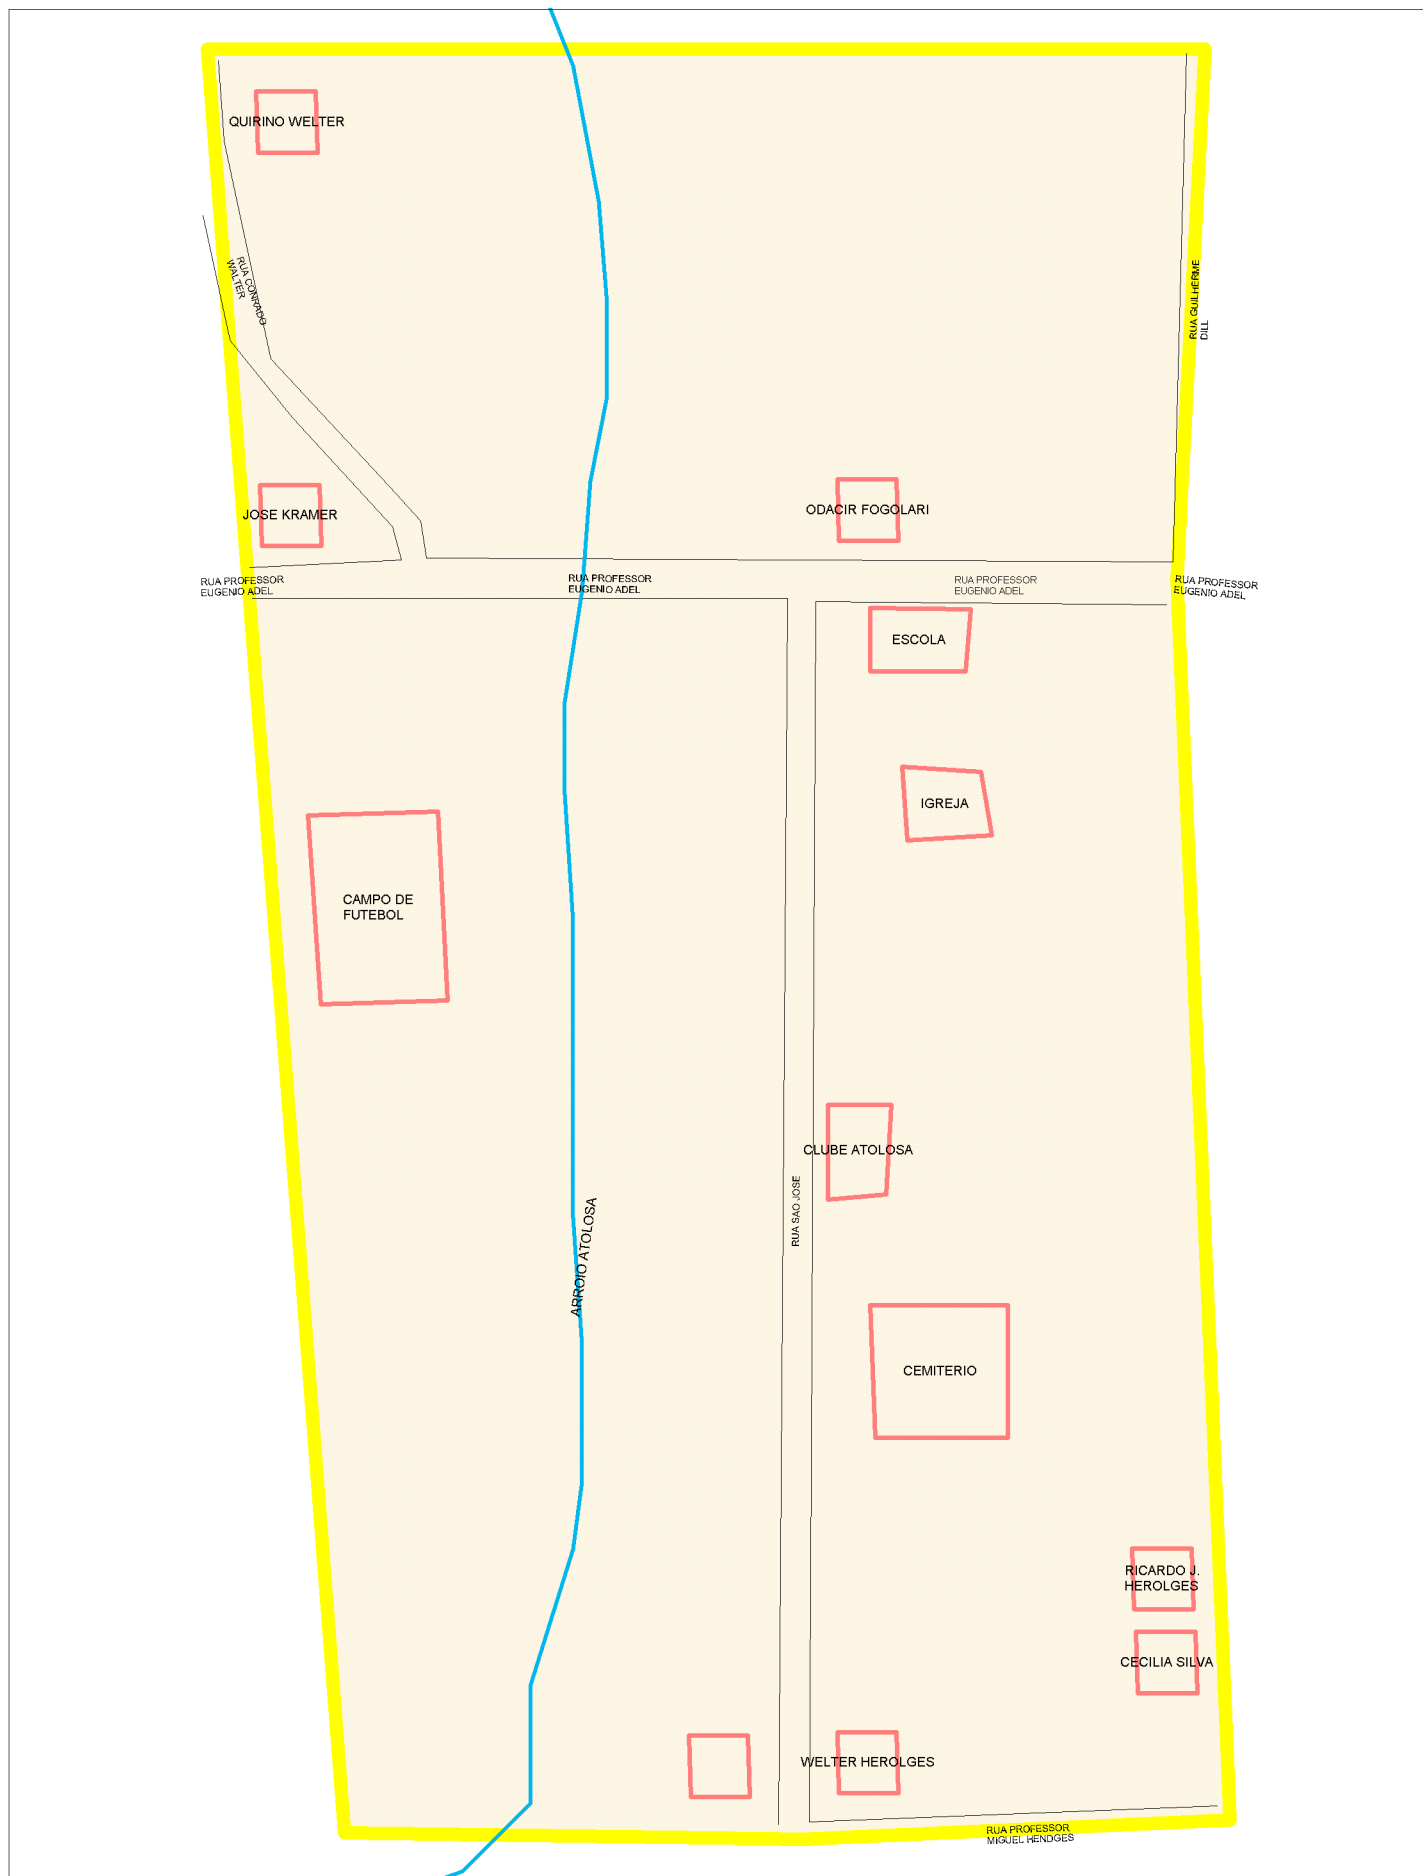 QUIRINO WELTER
RUA CONRADO
WALTER
RUA GUILHERME
DILL
JOSE KRAMER
ODACIR FOGOLARI
RUA PROFESSOR
EUGENIO ADEL
RUA PROFESSOR
EUGENIO ADEL
RUA PROFESSOR
EUGENIO ADEL
RUA PROFESSOR
EUGENIO ADEL
ESCOLA
IGREJA
CAMPO DE
FUTEBOL
CLUBE ATOLOSA
RUA SAO JOSE
ARROIO ATOLOSA
CEMITERIO
RICARDO J.
HEROLGES
CECILIA SILVA
WELTER HEROLGES
RUA PROFESSOR
MIGUEL HENDGES